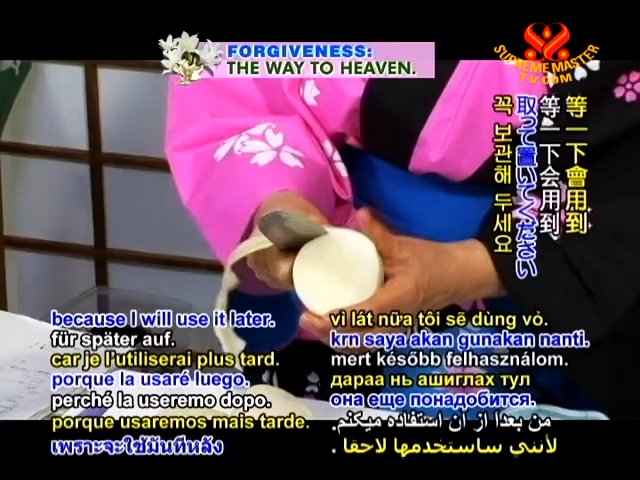 FORGIVENESS:
THE WAY TO HEAVEN.
SUPREME MASTER
TV.COM
等一下會用到
等一下会用到
取って置いてください
꼭 보관해 두세요
because I will use it later.
für später auf.
car je l'utiliserai plus tard.
porque la usaré luego.
perché la useremo dopo.
porque usaremos mais tarde.
เพราะจะใช้มันทีหลัง
vì lát nữa tôi sẽ dùng vỏ.
krn saya akan gunakan nanti.
mert később felhasználom.
дараа нь ашиглах тул
она еще понадобится.
من بعداً از آن استفاده میکنم.
لأنني سأستخدمها لاحقا .